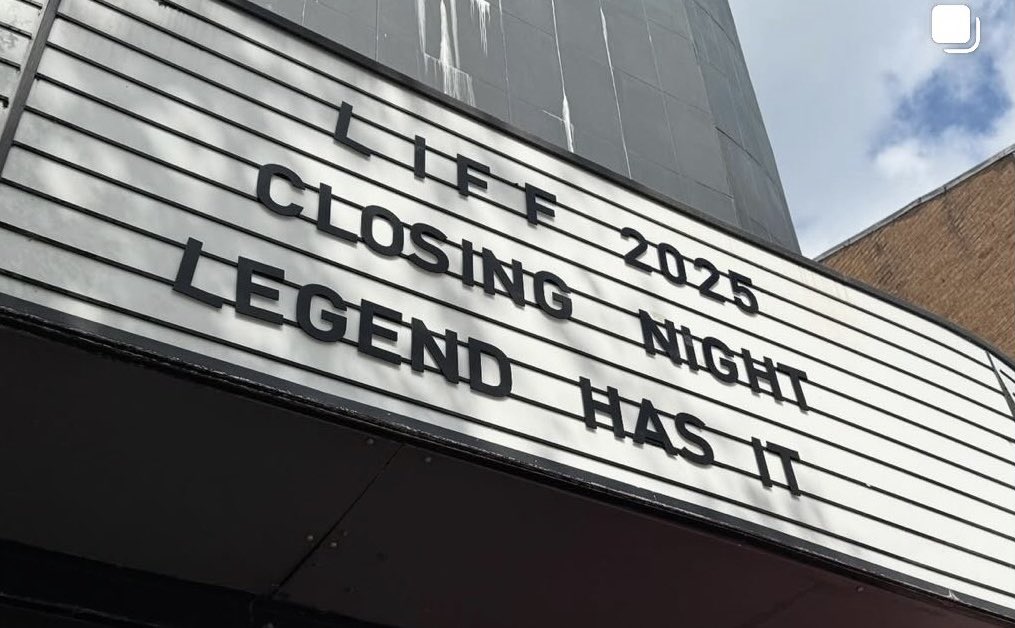 LIFF 2025
CLOSING NIGHT
LEGEND HAS IT